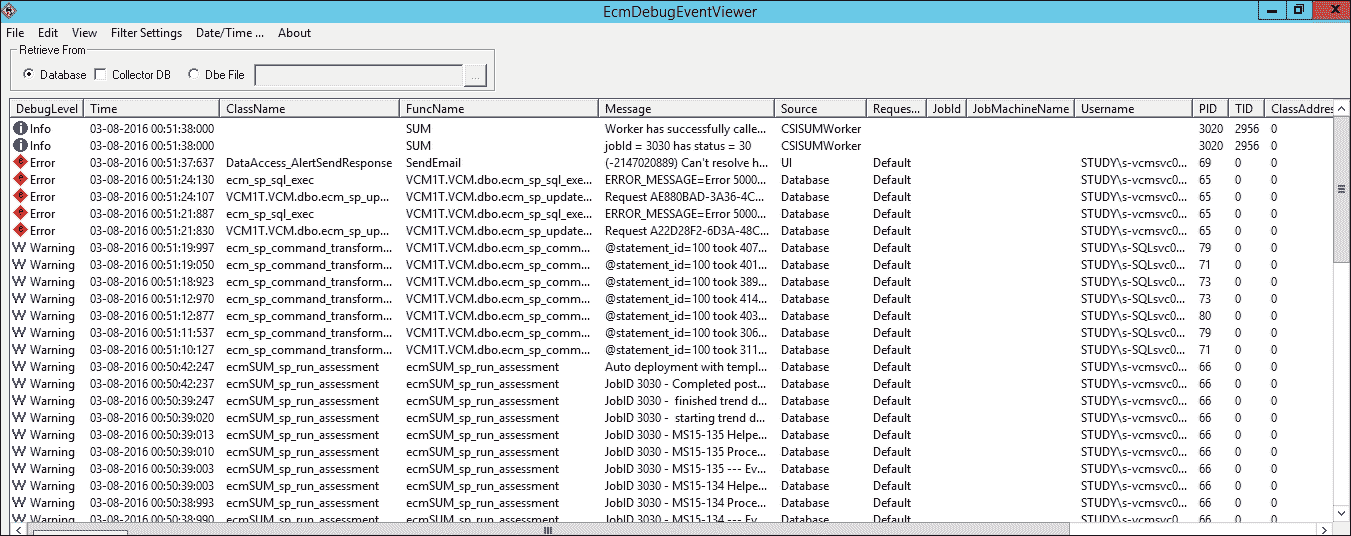 EcmDebugEventViewer
File Edit View Filter Settings Date/Time ... About
Retrieve From
Database Collector DB Dbe File ...
DebugLevel Time ClassName FuncName Message Source Reques... JobId JobMachineName Username PID TID ClassAddres
Info 03-08-2016 00:51:38:000 SUM Worker has successfully calle... CSISUMWorker 3020 2956 0
Info 03-08-2016 00:51:38:000 SUM jobId = 3030 has status = 30 CSISUMWorker 3020 2956 0
Error 03-08-2016 00:51:37:637 DataAccess_AlertSendResponse SendEmail (-2147020889) Can't resolve h... UI Default STUDY\s-vcmsvc0... 69 0 0
Error 03-08-2016 00:51:24:130 ecm_sp_sql_exec VCM1T.VCM.dbo.ecm_sp_sql_exe... ERROR_MESSAGE=Error 5000... Database Default STUDY\s-vcmsvc0... 65 0 0
Error 03-08-2016 00:51:24:107 VCM1T.VCM.dbo.ecm_sp_up... VCM1T.VCM.dbo.ecm_sp_update... Request AE880BAD-3A36-4C... Database Default STUDY\s-vcmsvc0... 65 0 0
Error 03-08-2016 00:51:21:887 ecm_sp_sql_exec VCM1T.VCM.dbo.ecm_sp_sql_exe... ERROR_MESSAGE=Error 5000... Database Default STUDY\s-vcmsvc0... 65 0 0
Error 03-08-2016 00:51:21:830 VCM1T.VCM.dbo.ecm_sp_up... VCM1T.VCM.dbo.ecm_sp_update... Request A22D28F2-6D3A-48C... Database Default STUDY\s-vcmsvc0... 65 0 0
Warning 03-08-2016 00:51:19:997 ecm_sp_command_transform... VCM1T.VCM.dbo.ecm_sp_comm... @statement_id=100 took 407... Database Default STUDY\s-SQLsvc0... 79 0 0
Warning 03-08-2016 00:51:19:050 ecm_sp_command_transform... VCM1T.VCM.dbo.ecm_sp_comm... @statement_id=100 took 401... Database Default STUDY\s-SQLsvc0... 71 0 0
Warning 03-08-2016 00:51:18:923 ecm_sp_command_transform... VCM1T.VCM.dbo.ecm_sp_comm... @statement_id=100 took 389... Database Default STUDY\s-SQLsvc0... 73 0 0
Warning 03-08-2016 00:51:12:970 ecm_sp_command_transform... VCM1T.VCM.dbo.ecm_sp_comm... @statement_id=100 took 414... Database Default STUDY\s-SQLsvc0... 73 0 0
Warning 03-08-2016 00:51:12:877 ecm_sp_command_transform... VCM1T.VCM.dbo.ecm_sp_comm... @statement_id=100 took 403... Database Default STUDY\s-SQLsvc0... 80 0 0
Warning 03-08-2016 00:51:11:537 ecm_sp_command_transform... VCM1T.VCM.dbo.ecm_sp_comm... @statement_id=100 took 306... Database Default STUDY\s-SQLsvc0... 79 0 0
Warning 03-08-2016 00:51:10:127 ecm_sp_command_transform... VCM1T.VCM.dbo.ecm_sp_comm... @statement_id=100 took 311... Database Default STUDY\s-SQLsvc0... 71 0 0
Warning 03-08-2016 00:50:42:247 ecmSUM_sp_run_assessment ecmSUM_sp_run_assessment Auto deployment with templ... Database Default STUDY\s-vcmsvc0... 66 0 0
Warning 03-08-2016 00:50:42:237 ecmSUM_sp_run_assessment ecmSUM_sp_run_assessment JobID 3030 - Completed post... Database Default STUDY\s-vcmsvc0... 66 0 0
Warning 03-08-2016 00:50:39:247 ecmSUM_sp_run_assessment ecmSUM_sp_run_assessment JobID 3030 - finished trend d... Database Default STUDY\s-vcmsvc0... 66 0 0
Warning 03-08-2016 00:50:39:020 ecmSUM_sp_run_assessment ecmSUM_sp_run_assessment JobID 3030 - starting trend d... Database Default STUDY\s-vcmsvc0... 66 0 0
Warning 03-08-2016 00:50:39:013 ecmSUM_sp_run_assessment ecmSUM_sp_run_assessment JobID 3030 - MS15-135 Helpe... Database Default STUDY\s-vcmsvc0... 66 0 0
Warning 03-08-2016 00:50:39:010 ecmSUM_sp_run_assessment ecmSUM_sp_run_assessment JobID 3030 - MS15-135 Proce... Database Default STUDY\s-vcmsvc0... 66 0 0
Warning 03-08-2016 00:50:39:003 ecmSUM_sp_run_assessment ecmSUM_sp_run_assessment JobID 3030 - MS15-135 --- Ev... Database Default STUDY\s-vcmsvc0... 66 0 0
Warning 03-08-2016 00:50:39:003 ecmSUM_sp_run_assessment ecmSUM_sp_run_assessment JobID 3030 - MS15-134 Helpe... Database Default STUDY\s-vcmsvc0... 66 0 0
Warning 03-08-2016 00:50:38:993 ecmSUM_sp_run_assessment ecmSUM_sp_run_assessment JobID 3030 - MS15-134 Proce... Database Default STUDY\s-vcmsvc0... 66 0 0
Warning 03-08-2016 00:50:38:990 ecmSUM_sp_run_assessment ecmSUM_sp_run_assessment JobID 3030 - MS15-134 --- Ev... Database Default STUDY\s-vcmsvc0... 66 0 0